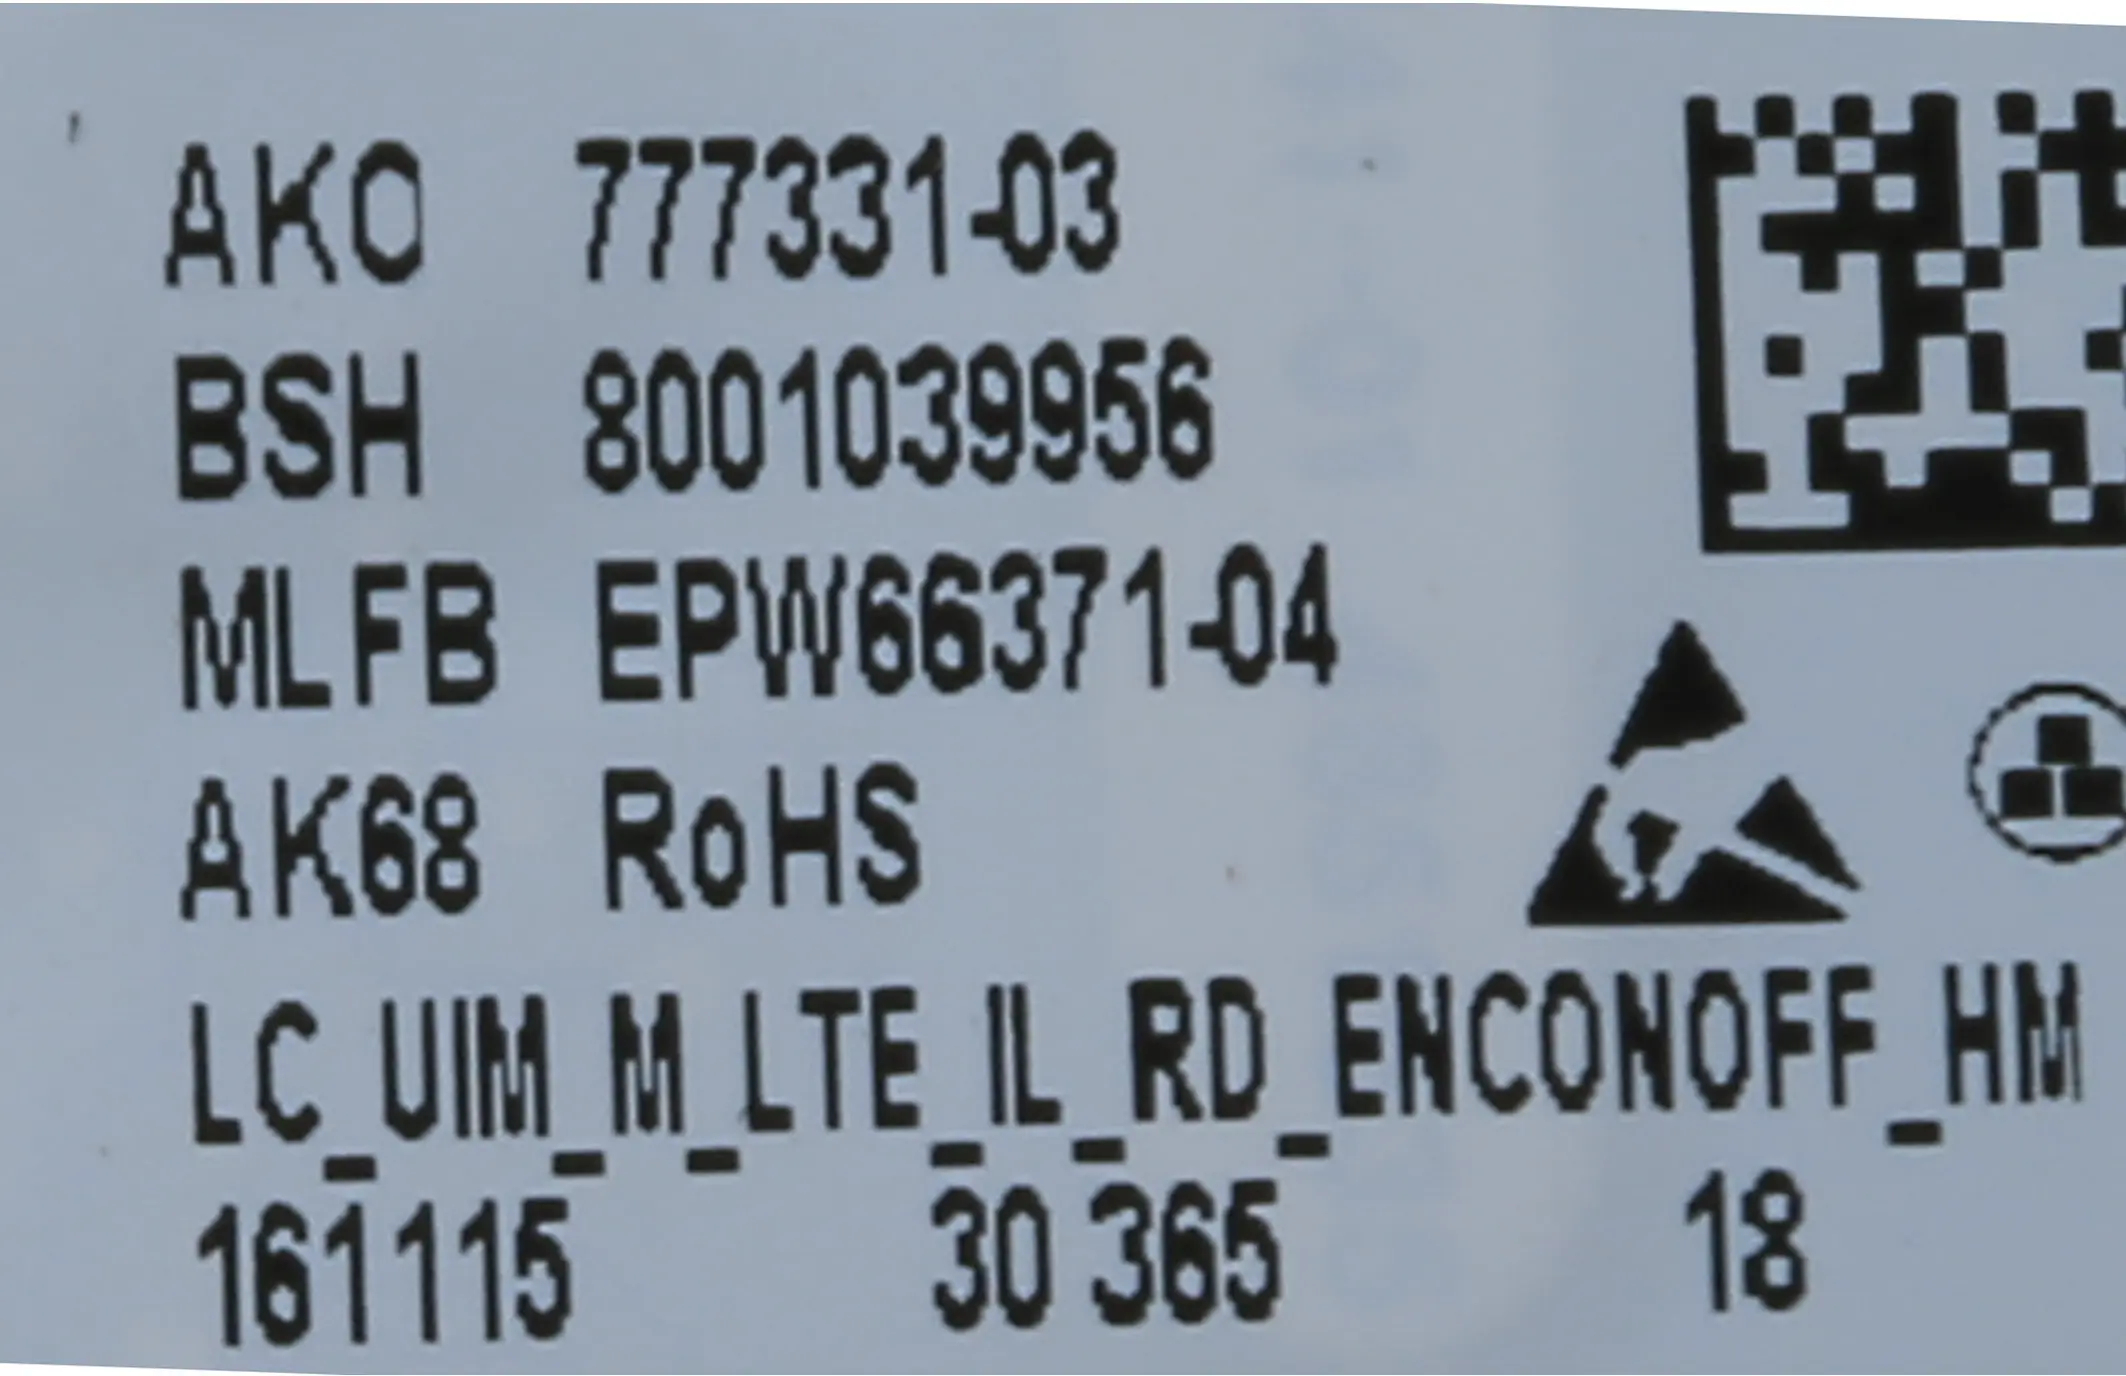 AKO 777331-03
BSH 8001039956
MLFB EPW66371-04
AK68 RoHS
LC_UIM_M_LTE_IL_RD_ENCONOFF_HM
161115 30 365 18